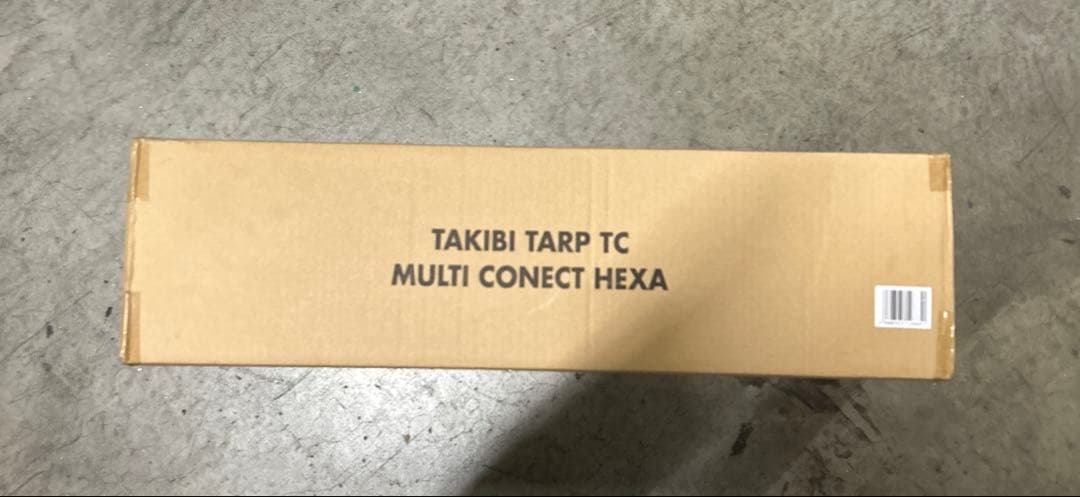 TAKIBI TARP TC
MULTI CONECT HEXA